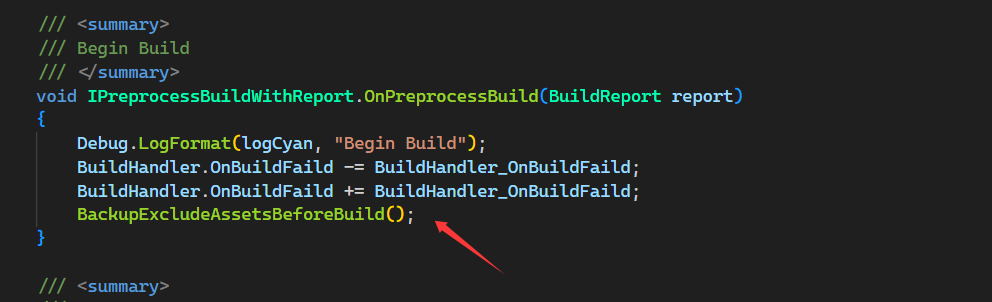 /// <summary>
/// Begin Build
/// </summary>
void IPreprocessBuildWithReport.OnPreprocessBuild(BuildReport report)
{
    Debug.LogFormat(logCyan, "Begin Build");
    BuildHandler.OnBuildFaild -= BuildHandler_OnBuildFaild;
    BuildHandler.OnBuildFaild += BuildHandler_OnBuildFaild;
    BackupExcludeAssetsBeforeBuild();
}
/// <summary>